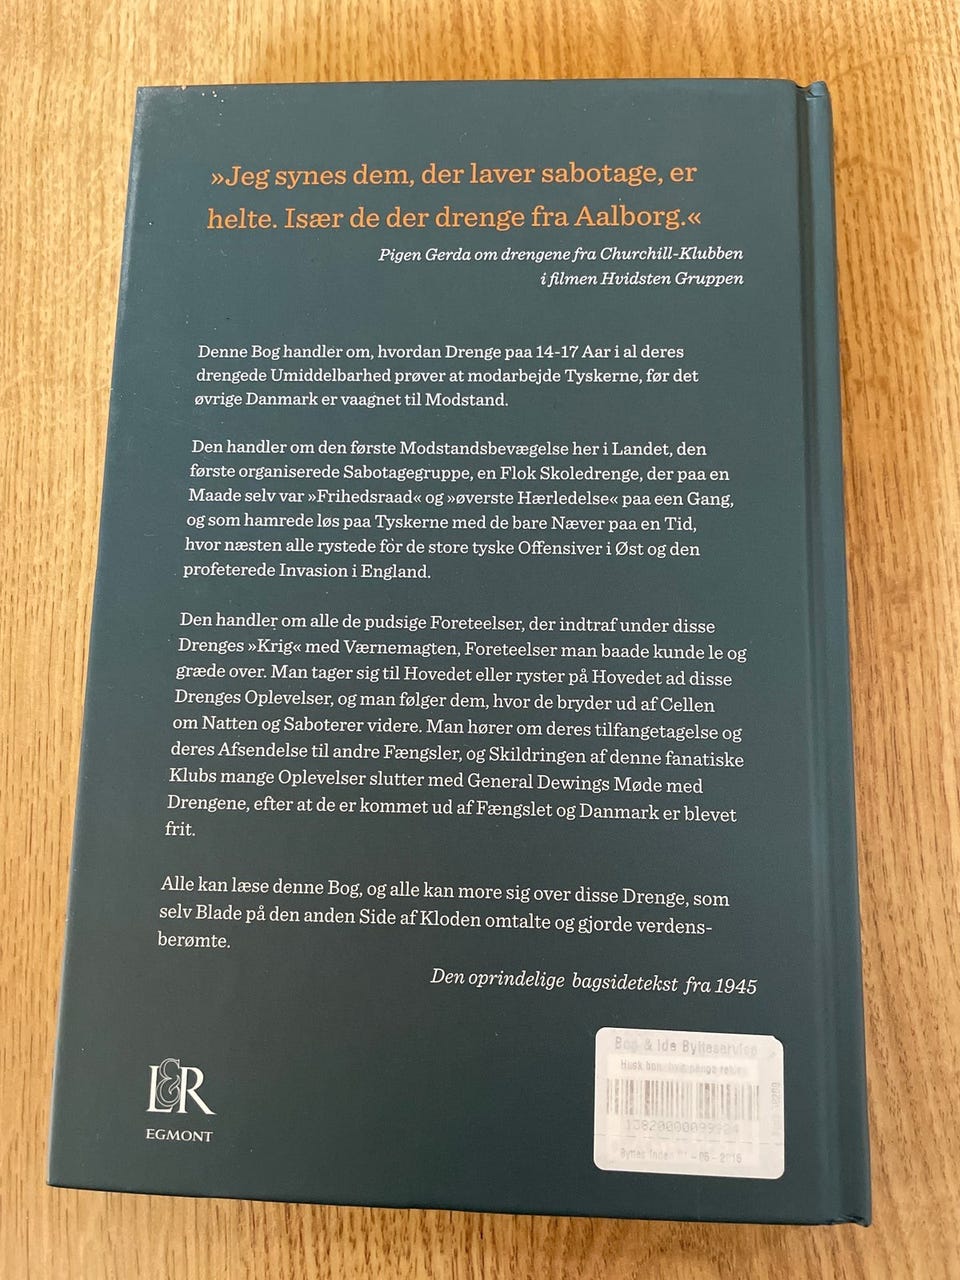 »Jeg synes dem, der laver sabotage, er
helte. Især de der drenge fra Aalborg.«
Pigen Gerda om drengene fra Churchill-Klubben
i filmen Hvidsten Gruppen
Denne Bog handler om, hvordan Drenge paa 14-17 Aar i al deres
drengede Umiddelbarhed prøver at modarbejde Tyskerne, før det
øvrige Danmark er vaagnet til Modstand.
Den handler om den første Modstandsbevægelse her i Landet, den
første organiserede Sabotagegruppe, en Flok Skoledrenge, der paa en
Maade selv var »Frihedsraad« og »øverste Hærledelse« paa een Gang,
og som hamrede løs paa Tyskerne med de bare Næver paa en Tid,
hvor næsten alle rystede for de store tyske Offensiver i Øst og den
profeterede Invasion i England.
Den handler om alle de pudsige Foreteelser, der indtraf under disse
Drenges »Krig« med Værnemagten, Foreteelser man baade kunde le og
græde over. Man tager sig til Hovedet eller ryster på Hovedet ad disse
Drenges Oplevelser, og man følger dem, hvor de bryder ud af Cellen
om Natten og Saboterer videre. Man hører om deres tilfangetagelse og
deres Afsendelse til andre Fængsler, og Skildringen af denne fanatiske
Klubs mange Oplevelser slutter med General Dewings Møde med
Drengene, efter at de er kommet ud af Fængslet og Danmark er blevet
frit.
Alle kan læse denne Bog, og alle kan more sig over disse Drenge, som
selv Blade på den anden Side af Kloden omtalte og gjorde verdens-
berømte.
Den oprindelige bagsidetekst fra 1945
L&R
EGMONT
Bog & Ide Bytteservice
Husk bon
Byttes inden